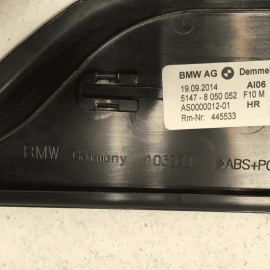 BMW AG Demmel
19.09.2014 AI06
5147 - 8 050 052 F10 M
AS0000012-01 HR
Rm-Nr: 445533
BMW Germany >ABS+PC